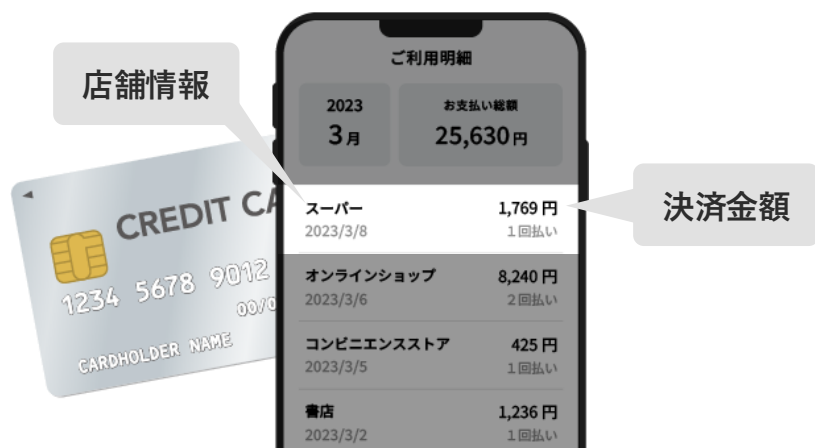 店舗情報
決済金額
ご利用明細
2023
3月
お支払い総額
25,630円
スーパー 1,769 円
2023/3/8 1回払い
オンラインショップ 8,240 円
2023/3/6 2回払い
コンビニエンスストア 425 円
2023/3/5 1回払い
書店 1,236 円
2023/3/2 1回払い
CREDIT CA
1234 5678 9012
00/0
CARDHOLDER NAME